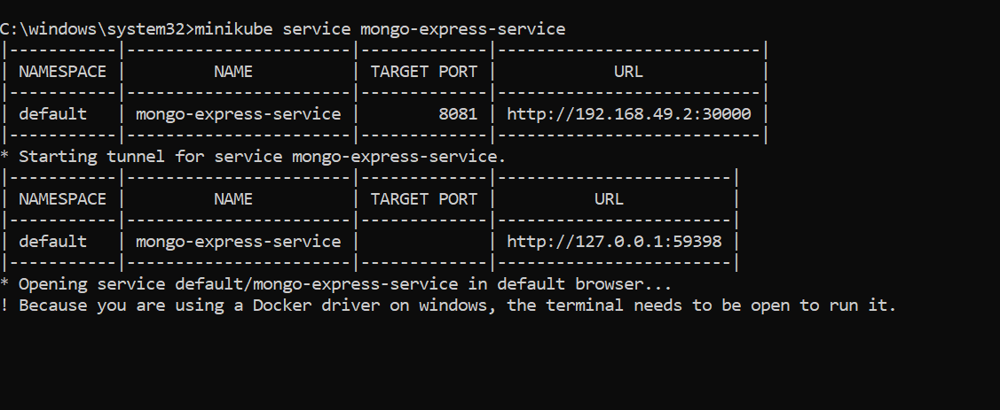 C:\windows\system32>minikube service mongo-express-service
|-----------|-----------------------|-------------|---------------------------|
| NAMESPACE |         NAME          | TARGET PORT |            URL            |
|-----------|-----------------------|-------------|---------------------------|
| default   | mongo-express-service |        8081 | http://192.168.49.2:30000 |
|-----------|-----------------------|-------------|---------------------------|
* Starting tunnel for service mongo-express-service.
|-----------|-----------------------|-------------|------------------------|
| NAMESPACE |         NAME          | TARGET PORT |          URL           |
|-----------|-----------------------|-------------|------------------------|
| default   | mongo-express-service |             | http://127.0.0.1:59398 |
|-----------|-----------------------|-------------|------------------------|
* Opening service default/mongo-express-service in default browser...
! Because you are using a Docker driver on windows, the terminal needs to be open to run it.